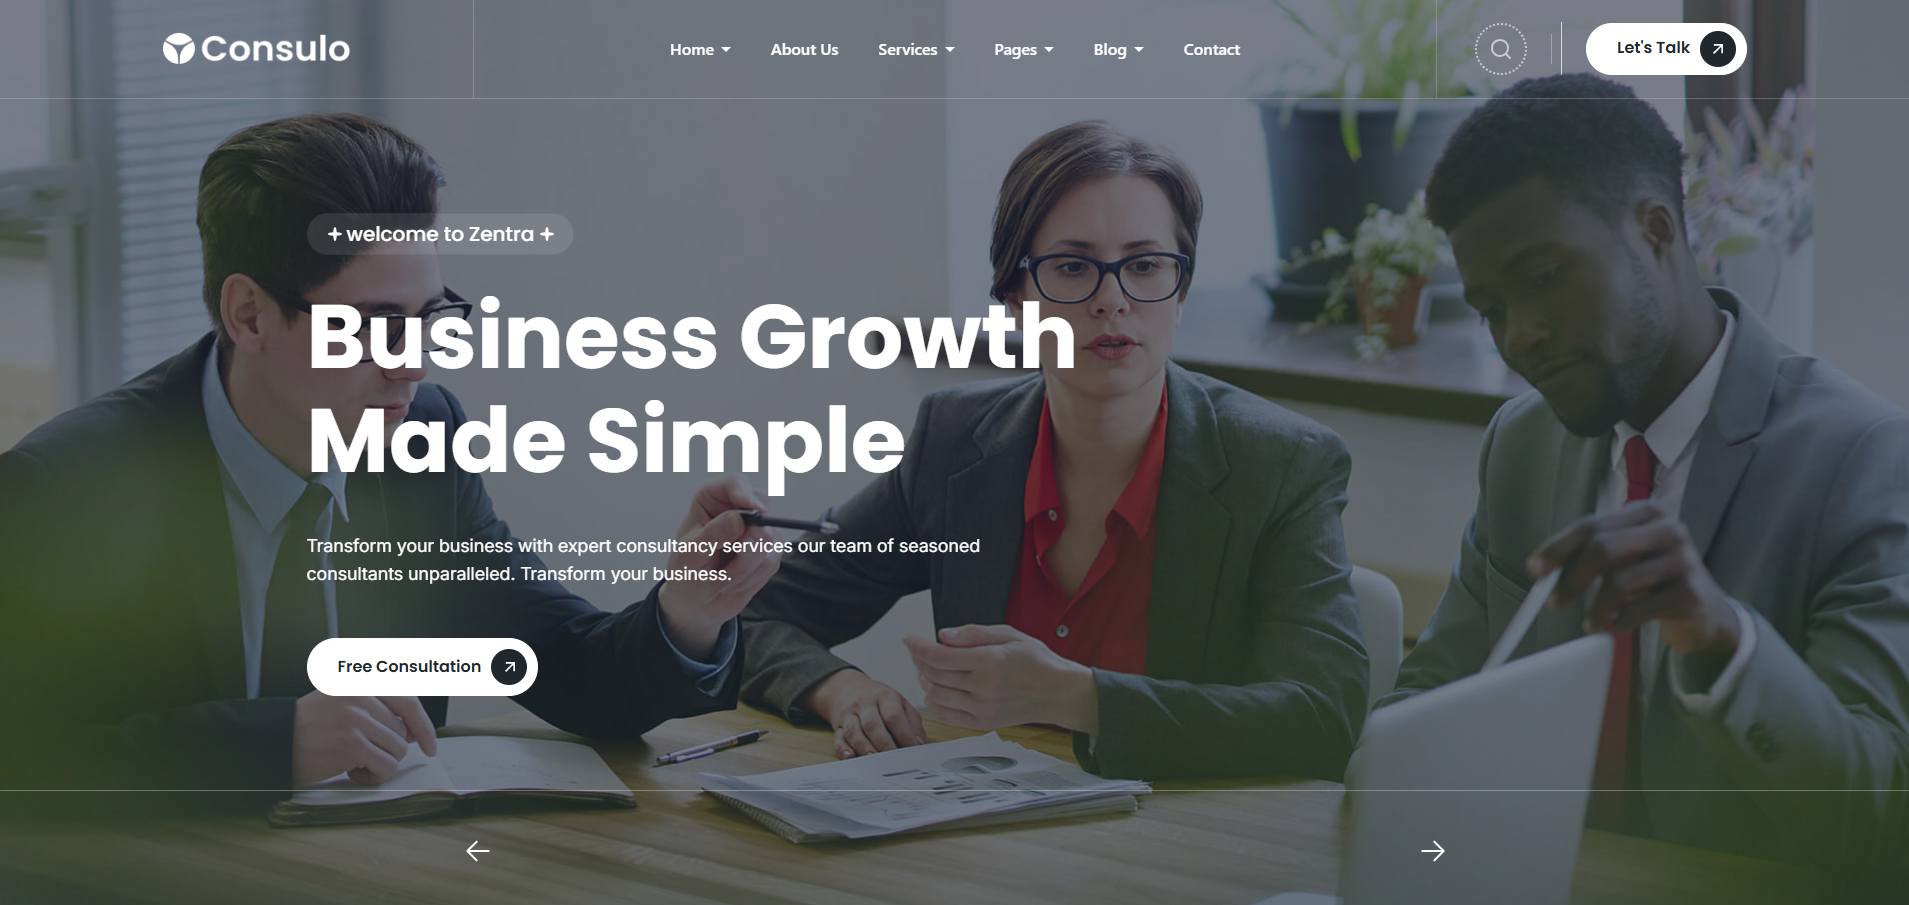 Consulo
Home
About Us
Services
Pages
Blog
Contact
Let's Talk
welcome to Zentra
Business Growth
Made Simple
Transform your business with expert consultancy services our team of seasoned
consultants unparalleled. Transform your business.
Free Consultation